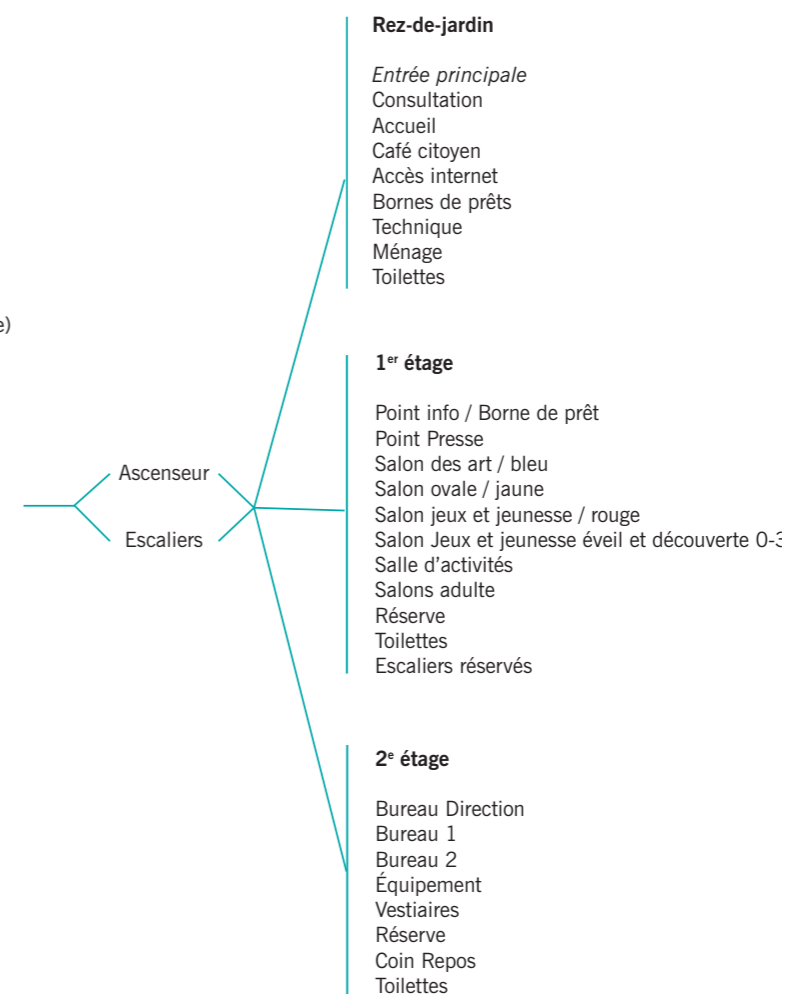 e)
Ascenseur
Escaliers
Rez-de-jardin
Entrée principale
Consultation
Accueil
Café citoyen
Accès internet
Bornes de prêts
Technique
Ménage
Toilettes
1er étage
Point info / Borne de prêt
Point Presse
Salon des art / bleu
Salon ovale / jaune
Salon jeux et jeunesse / rouge
Salon Jeux et jeunesse éveil et découverte 0-3
Salle d'activités
Salons adulte
Réserve
Toilettes
Escaliers réservés
2e étage
Bureau Direction
Bureau 1
Bureau 2
Équipement
Vestiaires
Réserve
Coin Repos
Toilettes